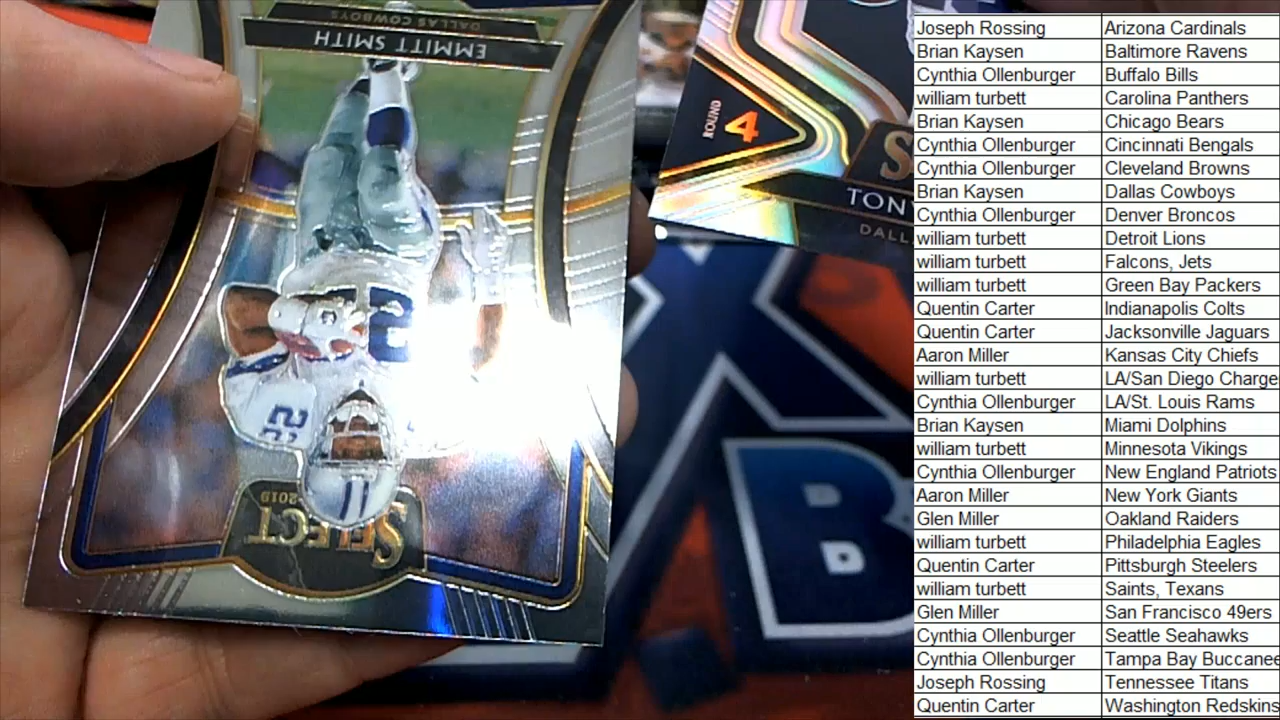 DALLAS COWBOYS
EMMITT SMITH
22
SELECT
2019
ROUND
4
TON
DALL
B
Joseph Rossing Arizona Cardinals
Brian Kaysen Baltimore Ravens
Cynthia Ollenburger Buffalo Bills
william turbett Carolina Panthers
Brian Kaysen Chicago Bears
Cynthia Ollenburger Cincinnati Bengals
Cynthia Ollenburger Cleveland Browns
Brian Kaysen Dallas Cowboys
Cynthia Ollenburger Denver Broncos
william turbett Detroit Lions
william turbett Falcons, Jets
william turbett Green Bay Packers
Quentin Carter Indianapolis Colts
Quentin Carter Jacksonville Jaguars
Aaron Miller Kansas City Chiefs
william turbett LA/San Diego Charge
Cynthia Ollenburger LA/St. Louis Rams
Brian Kaysen Miami Dolphins
william turbett Minnesota Vikings
Cynthia Ollenburger New England Patriots
Aaron Miller New York Giants
Glen Miller Oakland Raiders
william turbett Philadelphia Eagles
Quentin Carter Pittsburgh Steelers
william turbett Saints, Texans
Glen Miller San Francisco 49ers
Cynthia Ollenburger Seattle Seahawks
Cynthia Ollenburger Tampa Bay Buccanee
Joseph Rossing Tennessee Titans
Quentin Carter Washington Redskins